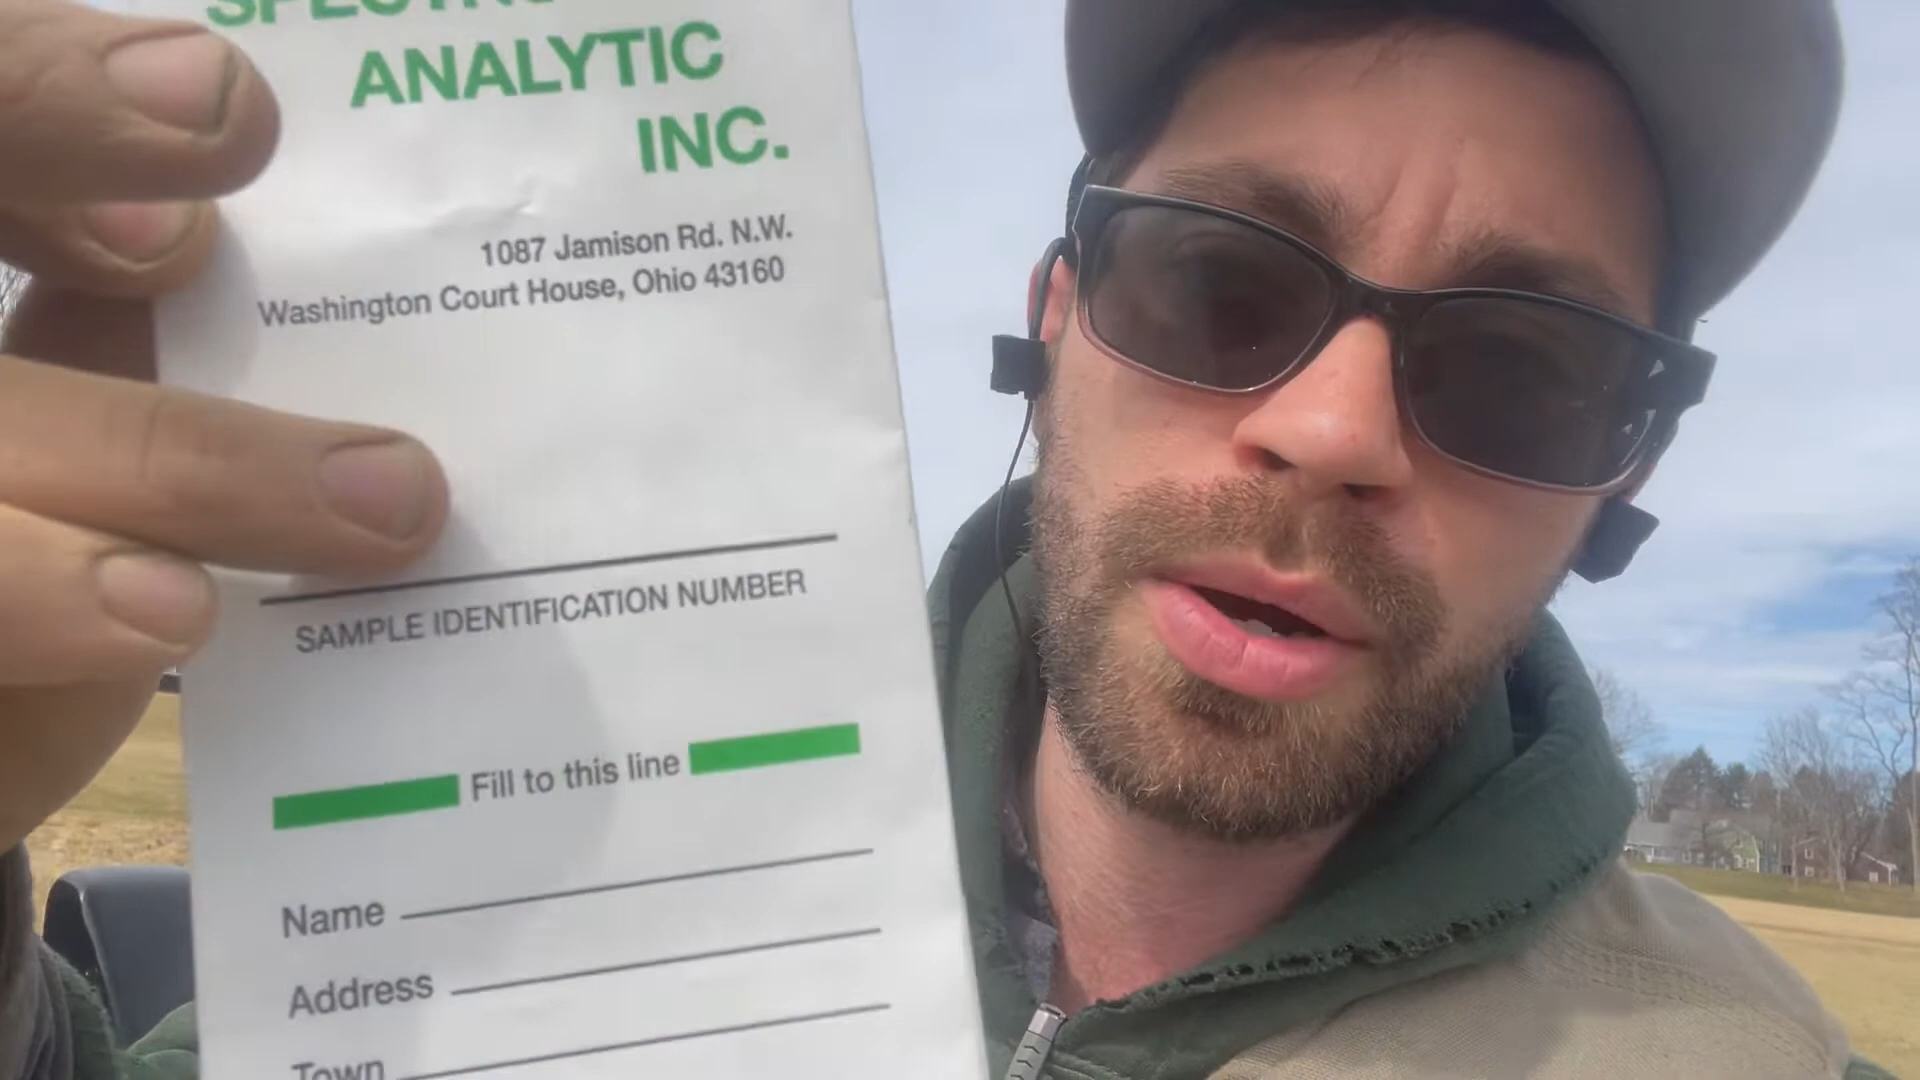 ANALYTIC
INC.
1087 Jamison Rd. N.W.
Washington Court House, Ohio 43160
SAMPLE IDENTIFICATION NUMBER
Fill to this line
Name
Address
Town